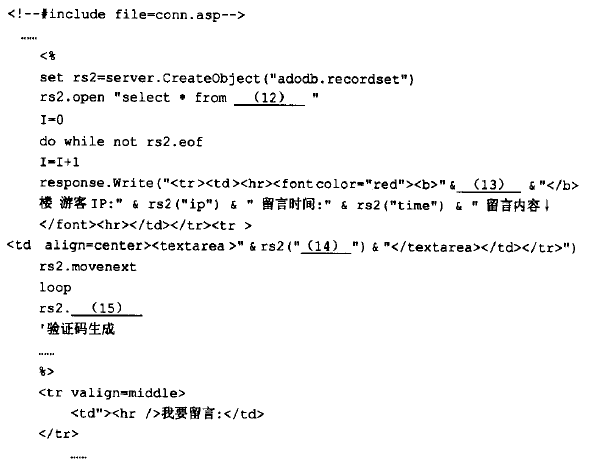 <!--#include file=conn.asp-->
……
<%
set rs2=server.CreateObject("adodb.recordset")
rs2.open "select * from （12） "
I=0
do while not rs2.eof
I=I+1
response.Write("<tr><td><hr><font color="red"><b>"& （13） &"</b>
楼 游客 IP:" & rs2("ip") & " 留言时间:" & rs2("time") & " 留言内容↓
</font><hr></td></tr><tr >
<td align=center><textarea>" & rs2("（14）") & "</textarea></td></tr>")
rs2.movenext
loop
rs2. （15）
'验证码生成
……
%>
<tr valign=middle>
<td"><hr />我要留言:</td>
</tr>
……